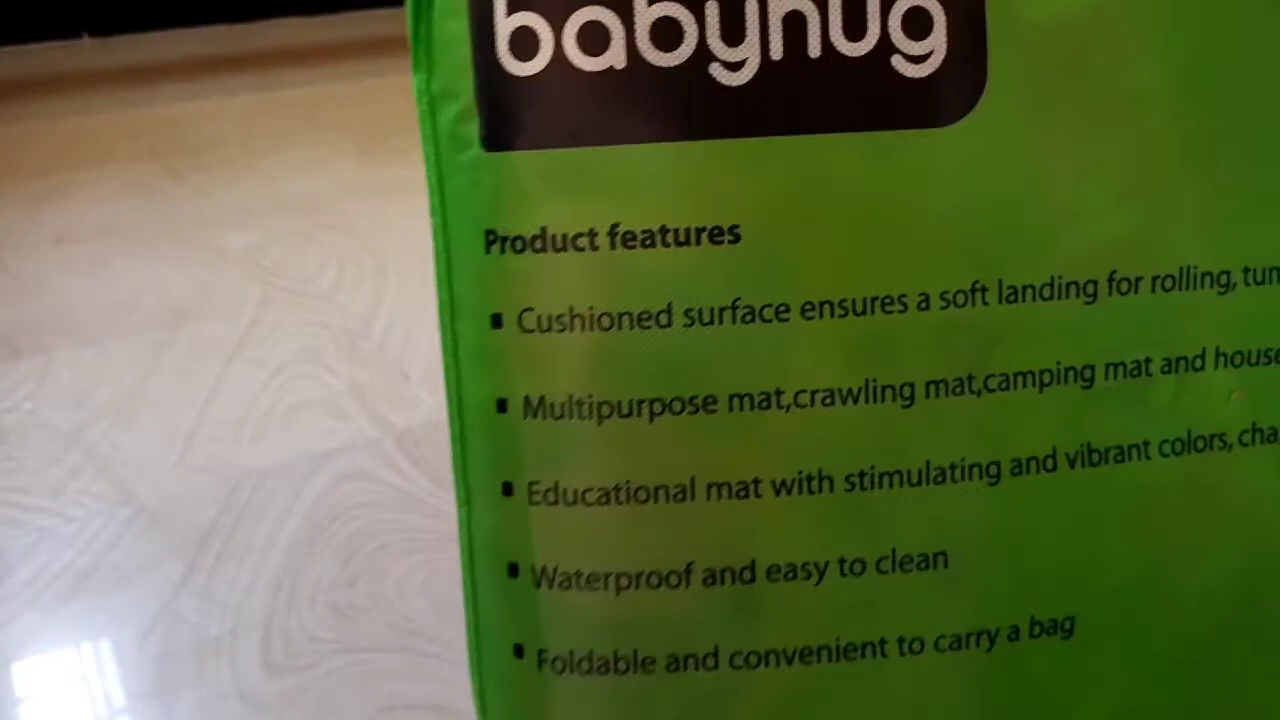 babyhug
Product features
▪ Cushioned surface ensures a soft landing for rolling,
▪ Multipurpose mat,crawling mat,camping mat and
▪ Educational mat with stimulating and vibrant colors,
▪ Waterproof and easy to clean
▪ Foldable and convenient to carry a bag